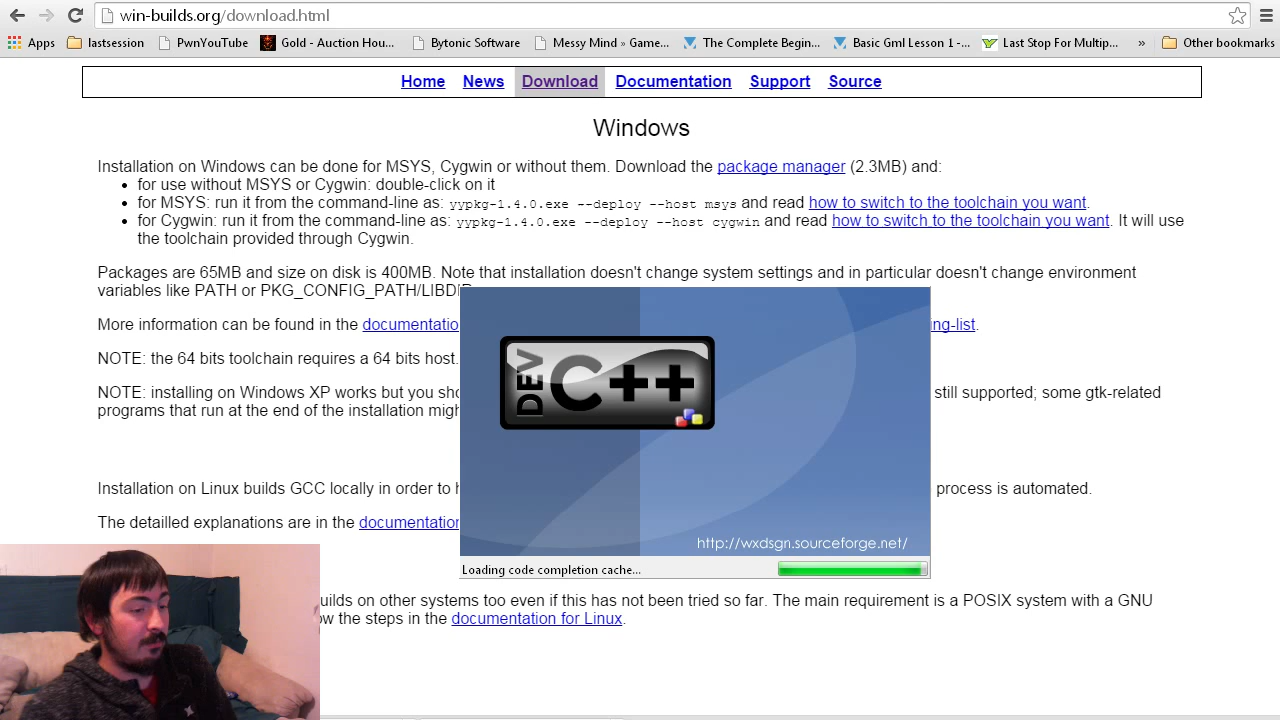 win-builds.org/download.html
Apps lastsession PwnYouTube Gold - Auction Hou... Bytonic Software Messy Mind » Game... The Complete Begin... Basic Gml Lesson 1 -... Last Stop For Multip... » Other bookmarks
Home News Download Documentation Support Source
Windows
Installation on Windows can be done for MSYS, Cygwin or without them. Download the package manager (2.3MB) and:
• for use without MSYS or Cygwin: double-click on it
• for MSYS: run it from the command-line as: yypkg-1.4.0.exe --deploy --host msys and read how to switch to the toolchain you want.
• for Cygwin: run it from the command-line as: yypkg-1.4.0.exe --deploy --host cygwin and read how to switch to the toolchain you want. It will use
the toolchain provided through Cygwin.
Packages are 65MB and size on disk is 400MB. Note that installation doesn't change system settings and in particular doesn't change environment
variables like PATH or PKG_CONFIG_PATH/LIBDIR
More information can be found in the documentatio ng-list.
NOTE: the 64 bits toolchain requires a 64 bits host.
NOTE: installing on Windows XP works but you sho still supported; some gtk-related
programs that run at the end of the installation migh
DEV C++
Installation on Linux builds GCC locally in order to h process is automated.
The detailled explanations are in the documentation
http://wxdsgn.sourceforge.net/
Loading code completion cache...
uilds on other systems too even if this has not been tried so far. The main requirement is a POSIX system with a GNU
ow the steps in the documentation for Linux.